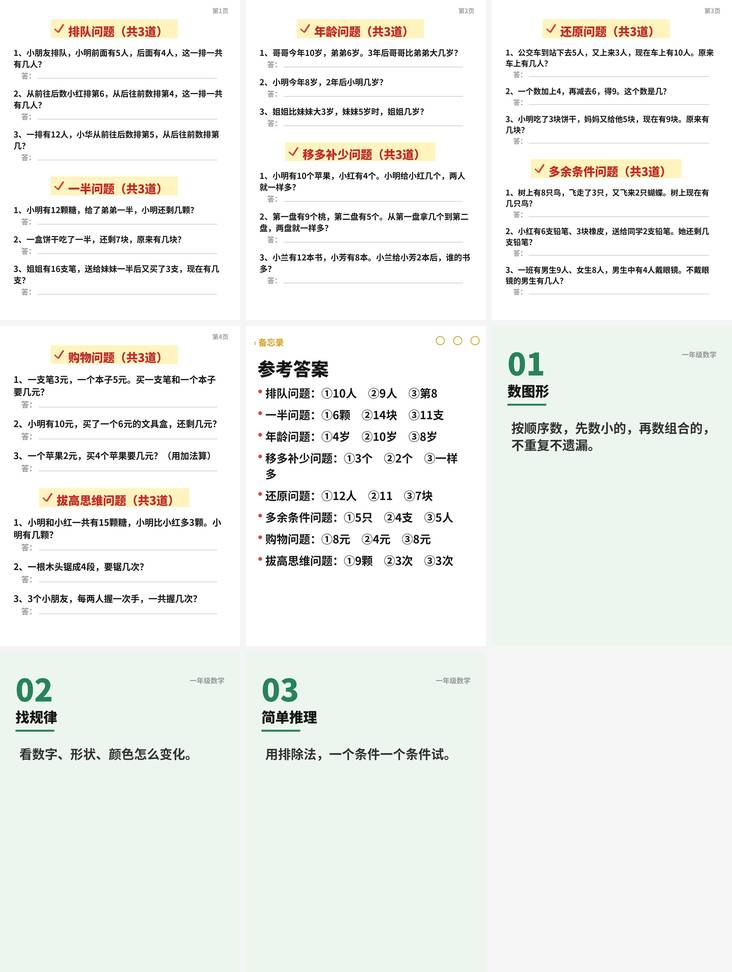 第1页
排队问题（共3道）
1、小朋友排队，小明前面有5人，后面有4人，这一排一共
有几人？
答：
2、从前往后数小红排第6，从后往前数排第4，这一排一共
有几人？
答：
3、一排有12人，小华从前往后数排第5，从后往前数排第
几？
答：
一半问题（共3道）
1、小明有12颗糖，给了弟弟一半，小明还剩几颗？
答：
2、一盒饼干吃了一半，还剩7块，原来有几块？
答：
3、姐姐有16支笔，送给妹妹一半后又买了3支，现在有几
支？
答：
第2页
年龄问题（共3道）
1、哥哥今年10岁，弟弟6岁。3年后哥哥比弟弟大几岁？
答：
2、小明今年8岁，2年后小明几岁？
答：
3、姐姐比妹妹大3岁，妹妹5岁时，姐姐几岁？
答：
移多补少问题（共3道）
1、小明有10个苹果，小红有4个。小明给小红几个，两人
就一样多？
答：
2、第一盘有9个桃，第二盘有5个。从第一盘拿几个到第二
盘，两盘就一样多？
答：
3、小兰有12本书，小芳有8本。小兰给小芳2本后，谁的书
多？
答：
第3页
还原问题（共3道）
1、公交车到站下去5人，又上来3人，现在车上有10人。原来
车上有几人？
答：
2、一个数加上4，再减去6，得9。这个数是几？
答：
3、小明吃了3块饼干，妈妈又给他5块，现在有9块。原来有
几块？
答：
多余条件问题（共3道）
1、树上有8只鸟，飞走了3只，又飞来2只蝴蝶。树上现在有
几只鸟？
答：
2、小红有6支铅笔、3块橡皮，送给同学2支铅笔。她还剩几
支铅笔？
答：
3、一班有男生9人、女生8人，男生中有4人戴眼镜。不戴眼
镜的男生有几人？
答：
第4页
购物问题（共3道）
1、一支笔3元，一个本子5元。买一支笔和一个本子
要几元？
答：
2、小明有10元，买了一个6元的文具盒，还剩几元？
答：
3、一个苹果2元，买4个苹果要几元？（用加法算）
答：
拔高思维问题（共3道）
1、小明和小红一共有15颗糖，小明比小红多3颗。小
明有几颗？
答：
2、一根木头锯成4段，要锯几次？
答：
3、3个小朋友，每两人握一次手，一共握几次？
答：
‹ 备忘录
参考答案
• 排队问题：①10人 ②9人 ③第8
• 一半问题：①6颗 ②14块 ③11支
• 年龄问题：①4岁 ②10岁 ③8岁
• 移多补少问题：①3个 ②2个 ③一样
多
• 还原问题：①12人 ②11 ③7块
• 多余条件问题：①5只 ②4支 ③5人
• 购物问题：①8元 ②4元 ③8元
• 拔高思维问题：①9颗 ②3次 ③3次
01
一年级数学
数图形
按顺序数，先数小的，再数组合的，
不重复不遗漏。
02
一年级数学
找规律
看数字、形状、颜色怎么变化。
03
一年级数学
简单推理
用排除法，一个条件一个条件试。